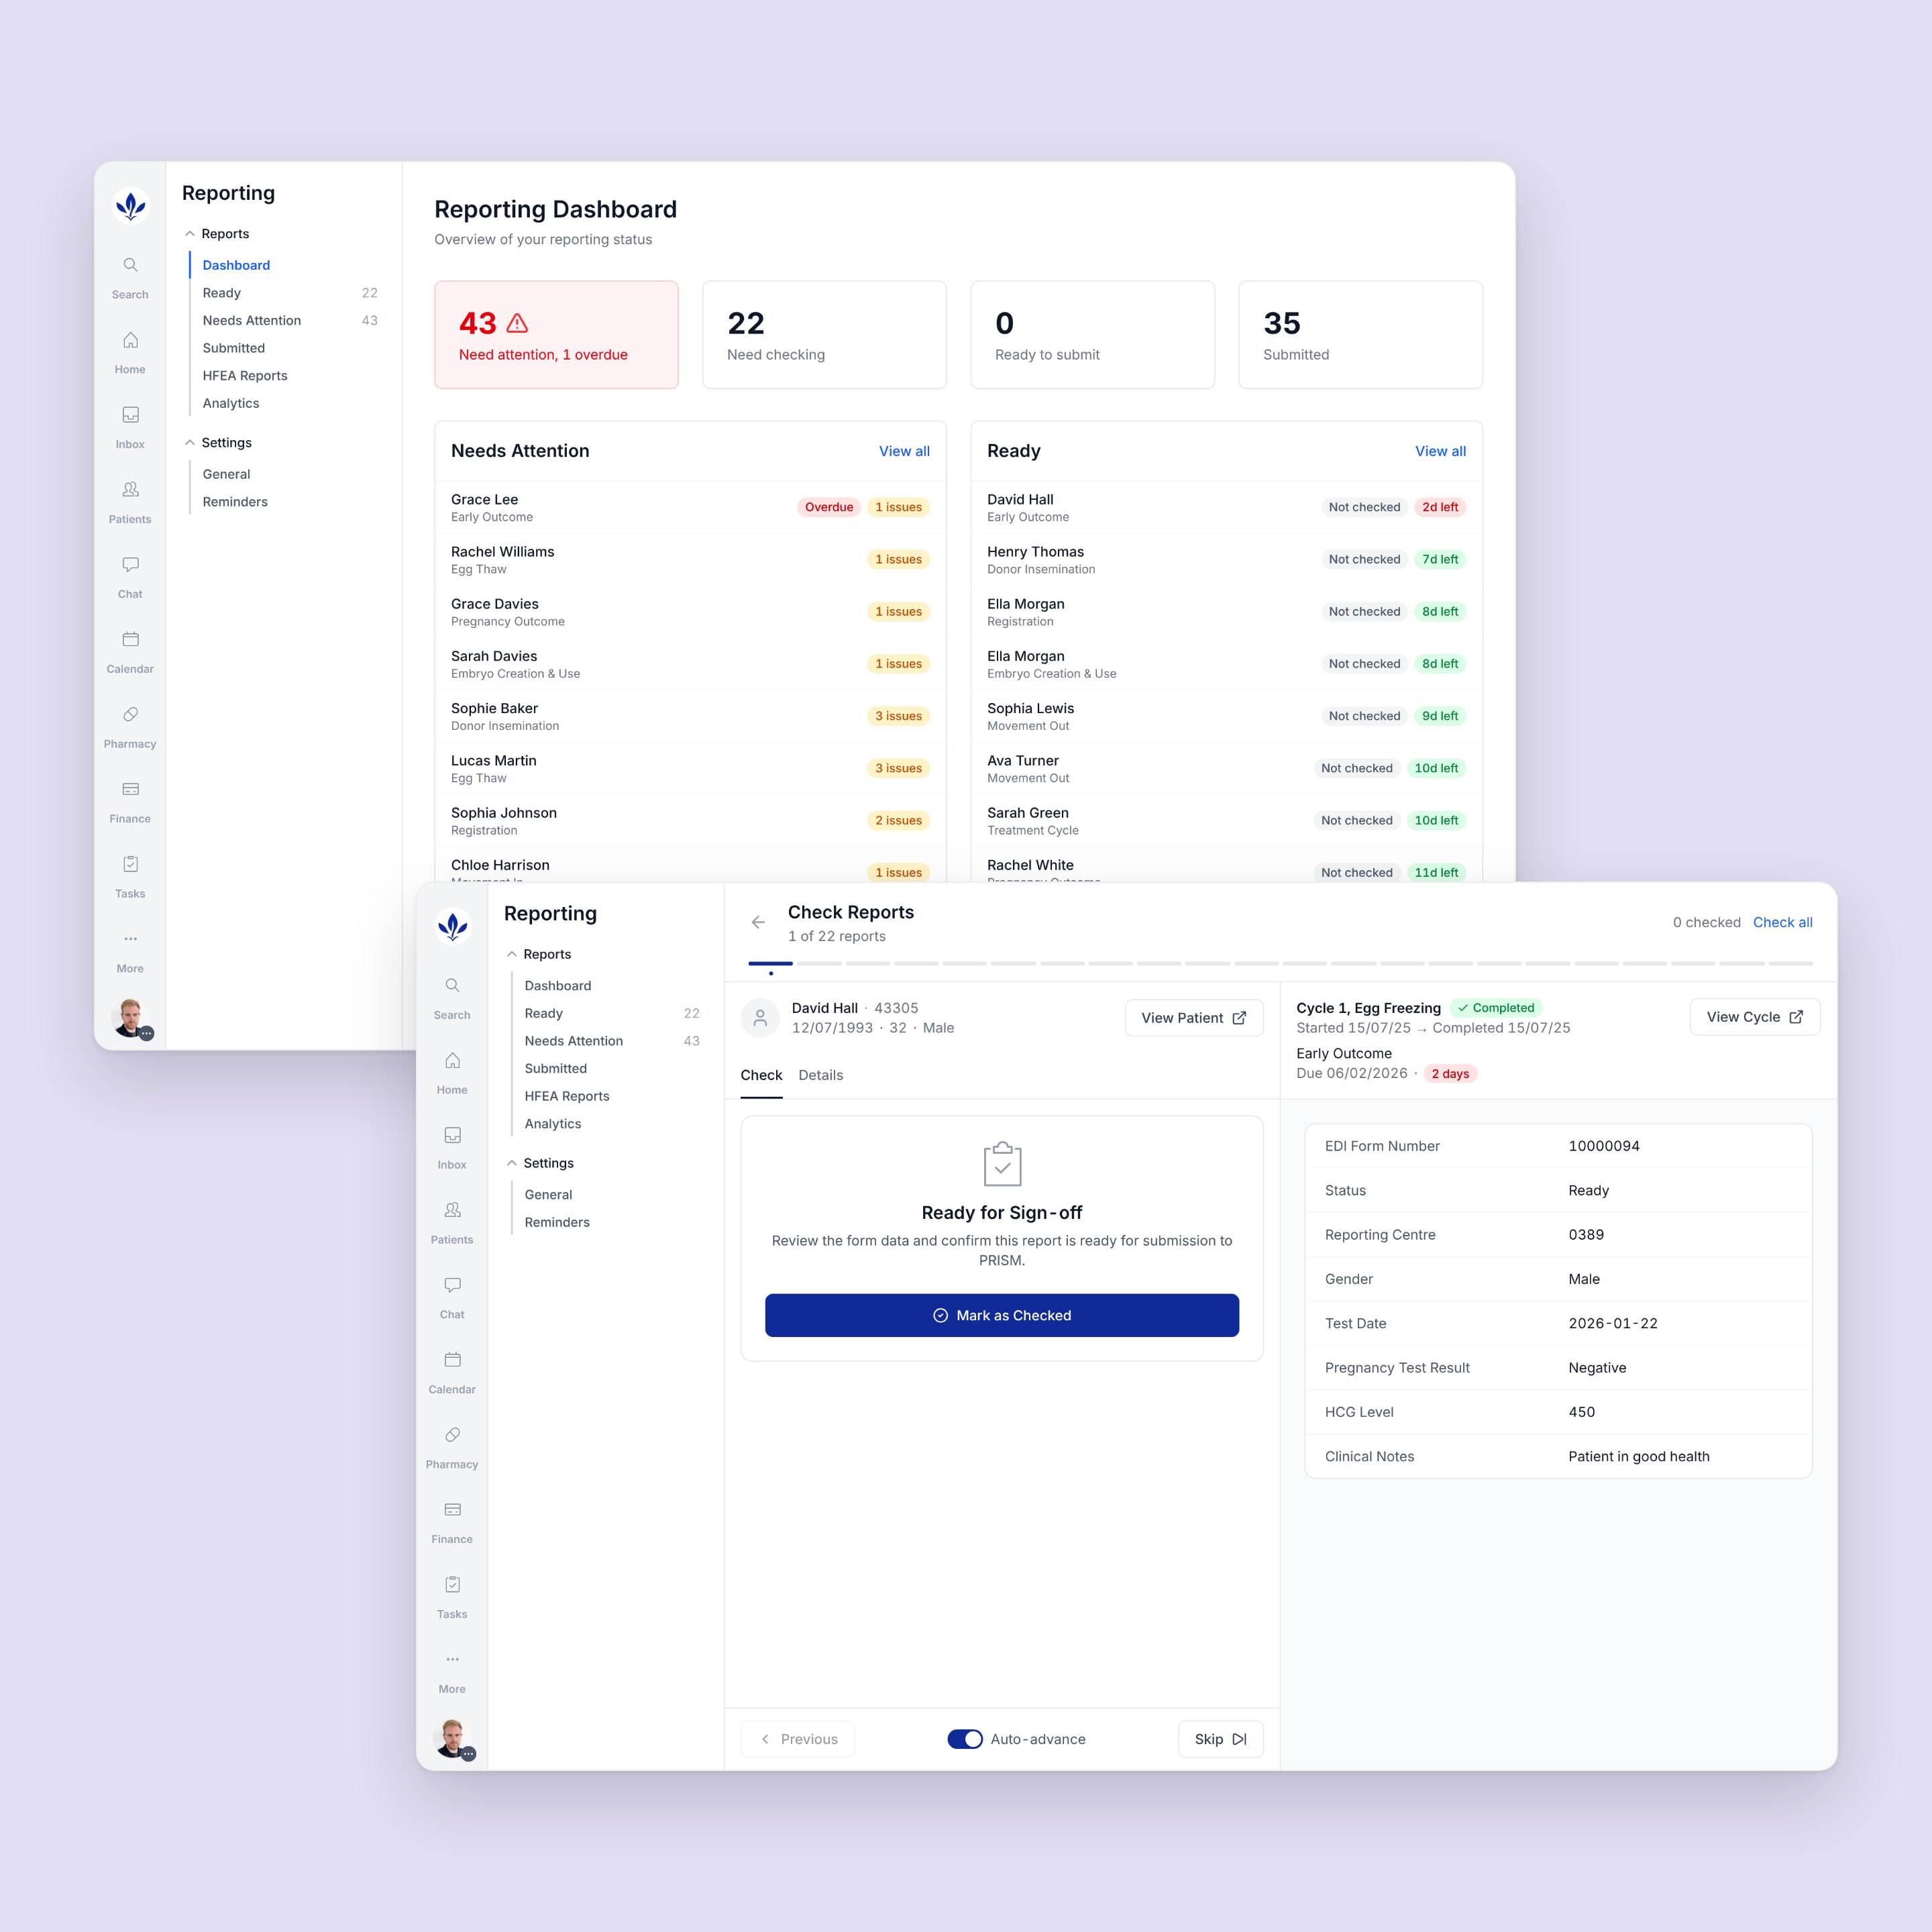 Reporting
Reports
Dashboard
Ready 22
Needs Attention 43
Submitted
HFEA Reports
Analytics
Settings
General
Reminders
Search
Home
Inbox
Patients
Chat
Calendar
Pharmacy
Finance
Tasks
More
Reporting Dashboard
Overview of your reporting status
43
Need attention, 1 overdue
22
Need checking
0
Ready to submit
35
Submitted
Needs Attention View all
Grace Lee
Early Outcome
Overdue 1 issues
Rachel Williams
Egg Thaw
1 issues
Grace Davies
Pregnancy Outcome
1 issues
Sarah Davies
Embryo Creation & Use
1 issues
Sophie Baker
Donor Insemination
3 issues
Lucas Martin
Egg Thaw
3 issues
Sophia Johnson
Registration
2 issues
Chloe Harrison
1 issues
Ready View all
David Hall
Early Outcome
Not checked 2d left
Henry Thomas
Donor Insemination
Not checked 7d left
Ella Morgan
Registration
Not checked 8d left
Ella Morgan
Embryo Creation & Use
Not checked 8d left
Sophia Lewis
Movement Out
Not checked 9d left
Ava Turner
Movement Out
Not checked 10d left
Sarah Green
Treatment Cycle
Not checked 10d left
Rachel White
Not checked 11d left
Reporting
Reports
Dashboard
Ready 22
Needs Attention 43
Submitted
HFEA Reports
Analytics
Settings
General
Reminders
Search
Home
Inbox
Patients
Chat
Calendar
Pharmacy
Finance
Tasks
More
Check Reports
1 of 22 reports
0 checked Check all
David Hall · 43305
12/07/1993 · 32 · Male
View Patient
Check Details
Ready for Sign-off
Review the form data and confirm this report is ready for submission to
PRISM.
Mark as Checked
Previous
Auto-advance
Skip
Cycle 1, Egg Freezing Completed
Started 15/07/25 → Completed 15/07/25
View Cycle
Early Outcome
Due 06/02/2026 · 2 days
EDI Form Number 10000094
Status Ready
Reporting Centre 0389
Gender Male
Test Date 2026-01-22
Pregnancy Test Result Negative
HCG Level 450
Clinical Notes Patient in good health